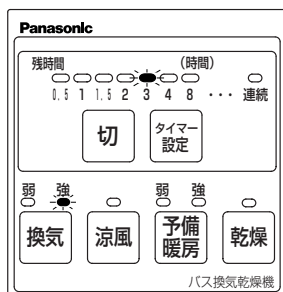 Panasonic
残時間 (時間)
0.5 1 1.5 2 3 4 8 ・・・ 連続
切 タイマー設定
弱 強 弱 強
換気 涼風 予備暖房 乾燥
バス換気乾燥機